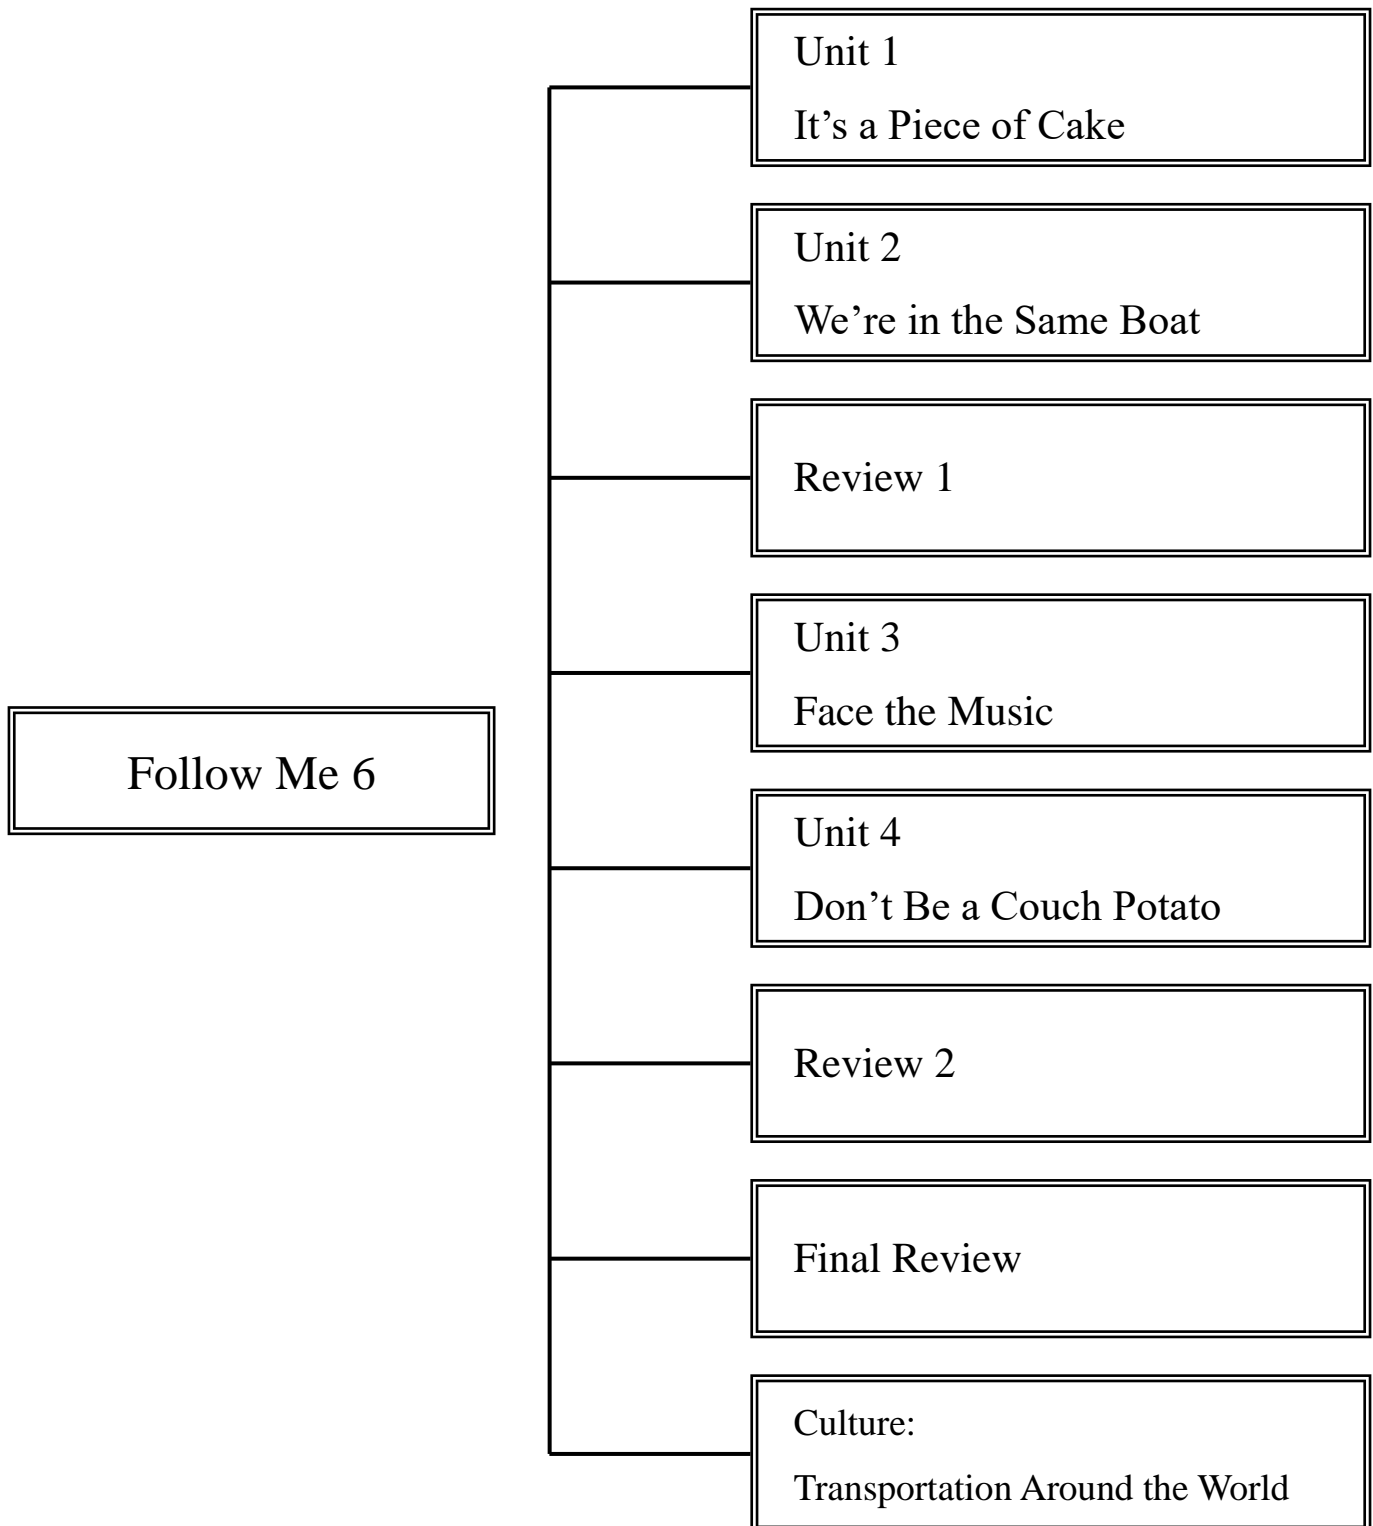 Follow Me 6
Unit 1
It’s a Piece of Cake
Unit 2
We’re in the Same Boat
Review 1
Unit 3
Face the Music
Unit 4
Don’t Be a Couch Potato
Review 2
Final Review
Culture:
Transportation Around the World